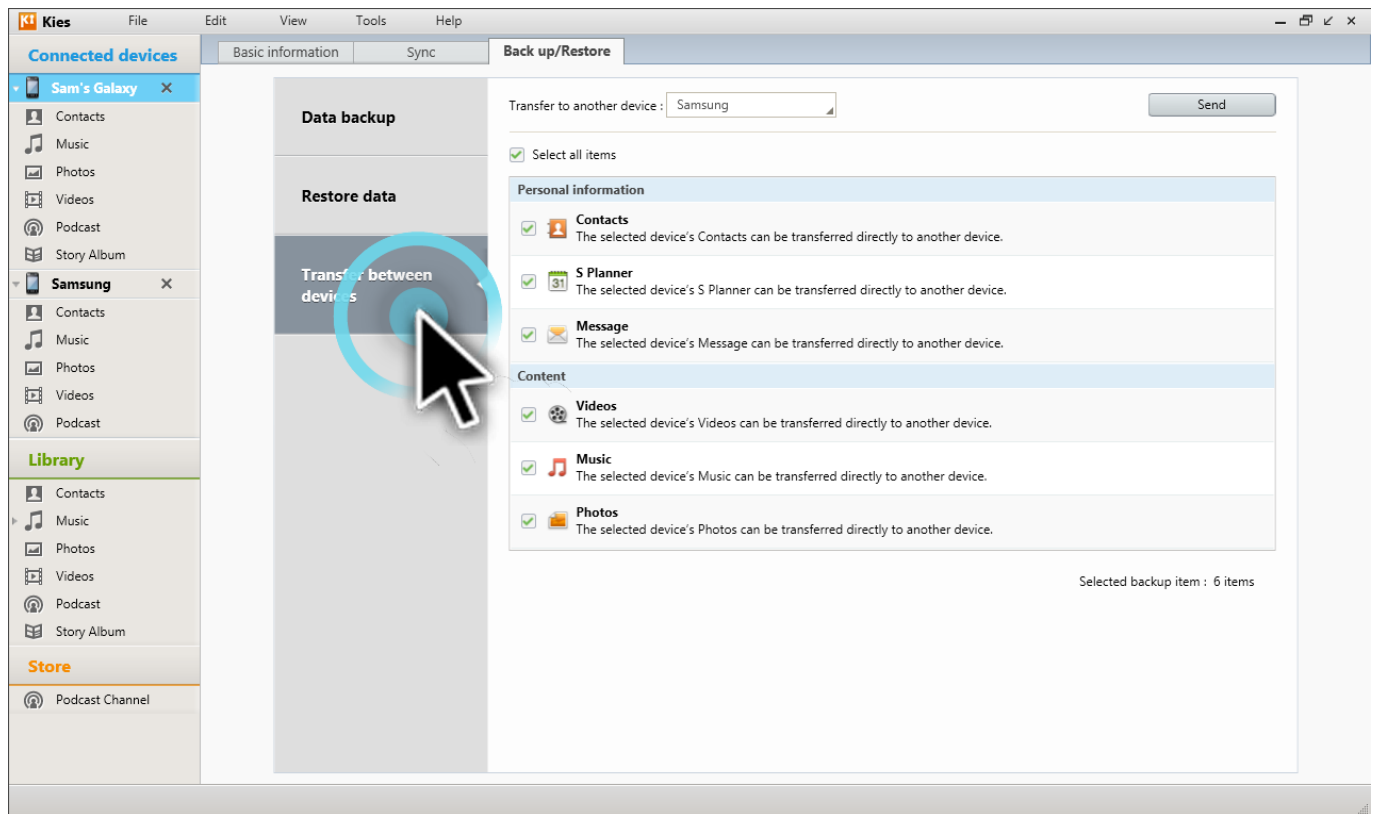 Kies File Edit View Tools Help
Connected devices
Sam's Galaxy
Contacts
Music
Photos
Videos
Podcast
Story Album
Samsung
Contacts
Music
Photos
Videos
Podcast
Library
Contacts
Music
Photos
Videos
Podcast
Story Album
Store
Podcast Channel
Basic information Sync Back up/Restore
Data backup
Restore data
Transfer between
devices
Transfer to another device : Samsung Send
Select all items
Personal information
Contacts
The selected device's Contacts can be transferred directly to another device.
31
S Planner
The selected device's S Planner can be transferred directly to another device.
Message
The selected device's Message can be transferred directly to another device.
Content
Videos
The selected device's Videos can be transferred directly to another device.
Music
The selected device's Music can be transferred directly to another device.
Photos
The selected device's Photos can be transferred directly to another device.
Selected backup item : 6 items